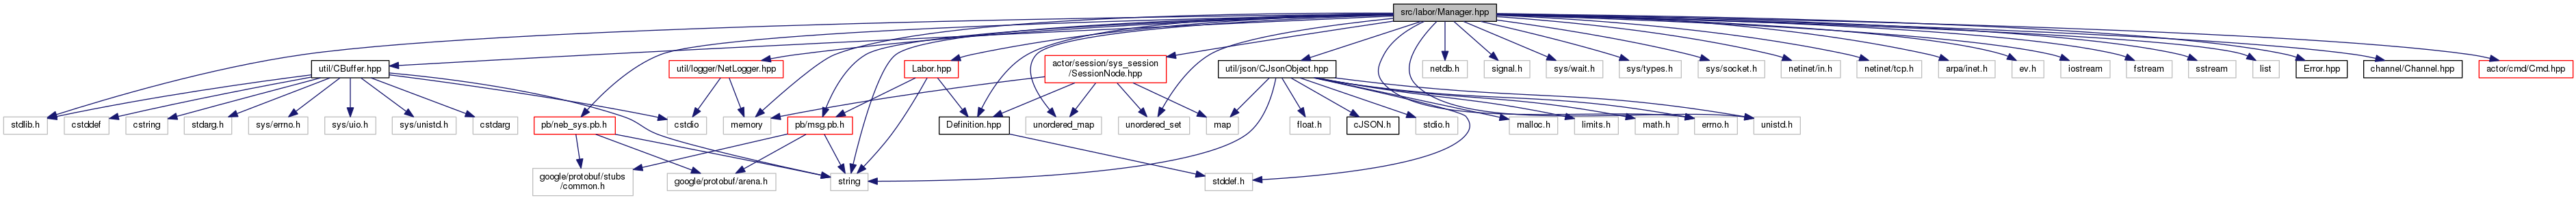 src/labor/Manager.hpp
util/CBuffer.hpp
util/logger/NetLogger.hpp
Labor.hpp
actor/session/sys_session
/SessionNode.hpp
util/json/CJsonObject.hpp
netdb.h
signal.h
sys/wait.h
sys/types.h
sys/socket.h
netinet/in.h
netinet/tcp.h
arpa/inet.h
ev.h
iostream
fstream
sstream
list
Error.hpp
channel/Channel.hpp
actor/cmd/Cmd.hpp
stdlib.h
cstddef
cstring
stdarg.h
sys/errno.h
sys/uio.h
sys/unistd.h
cstdarg
pb/neb_sys.pb.h
cstdio
memory
pb/msg.pb.h
Definition.hpp
unordered_map
unordered_set
map
float.h
cJSON.h
stdio.h
malloc.h
limits.h
math.h
errno.h
unistd.h
google/protobuf/stubs
/common.h
google/protobuf/arena.h
string
stddef.h